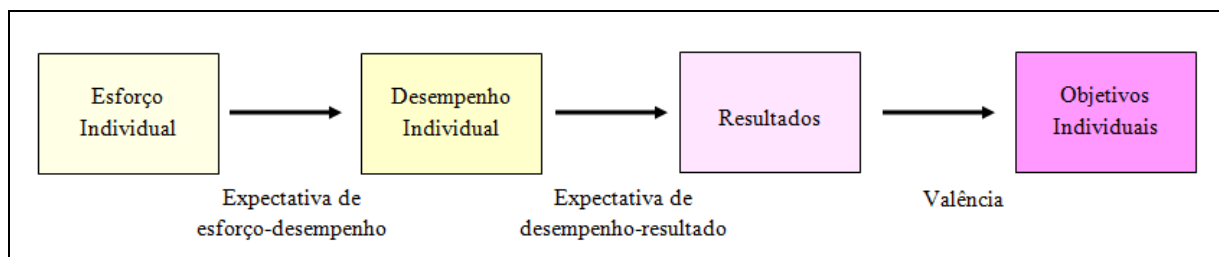 Esforço
Individual
Desempenho
Individual
Resultados
Objetivos
Individuais
Expectativa de
esforço-desempenho
Expectativa de
desempenho-resultado
Valência